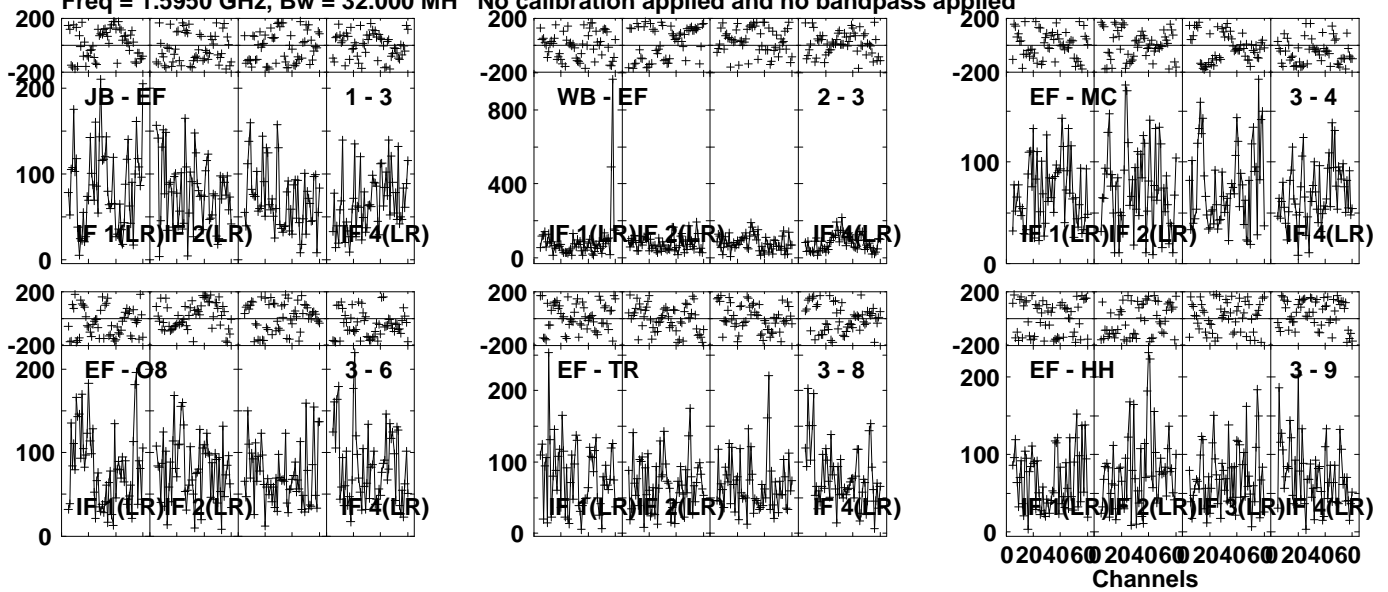 Freq = 1.5950 GHz, Bw = 32.000 MH No calibration applied and no bandpass applied
200 200 200
-200 -200 -200
200 JB - EF 1 - 3
100
0
IF 1(LR) IF 2(LR) IF 4(LR)
800 WB - EF 2 - 3
400
0
IF 1(LR) IF 2(LR) IF 4(LR)
EF - MC 3 - 4
100
0
IF 1(LR) IF 2(LR) IF 4(LR)
200 200 200
-200 -200 -200
EF - O8 3 - 6
200
100
0
IF 1(LR) IF 2(LR) IF 4(LR)
EF - TR 3 - 8
200
100
0
IF 1(LR) IF 2(LR) IF 4(LR)
EF - HH 3 - 9
200
100
0
IF 1(LR) IF 2(LR) IF 3(LR) IF 4(LR)
0 20 40 60 0 20 40 60 0 20 40 60 0 20 40 60
Channels